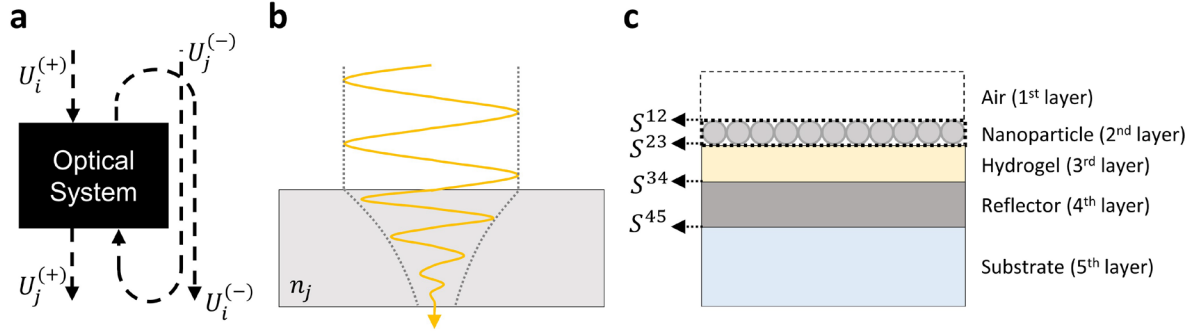 a
U_i^(+)
U_j^(-)
Optical
System
U_j^(+)
U_i^(-)
b
n_j
c
Air (1st layer)
S^12
Nanoparticle (2nd layer)
S^23
Hydrogel (3rd layer)
S^34
Reflector (4th layer)
S^45
Substrate (5th layer)